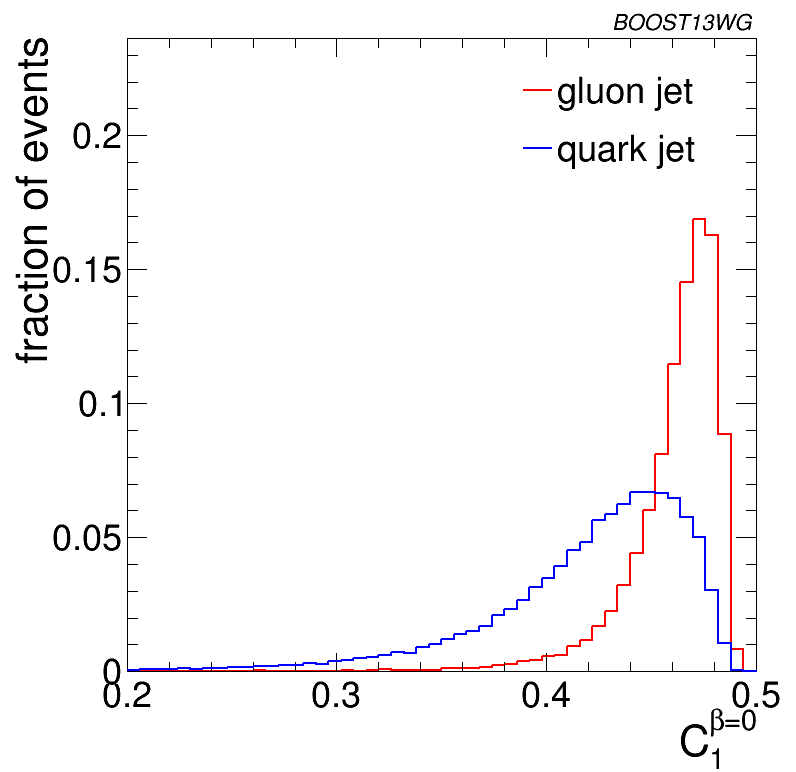 BOOST13WG
fraction of events
gluon jet
quark jet
0.2
0.15
0.1
0.05
0
0.2 0.3 0.4 0.5
C₁^β=0